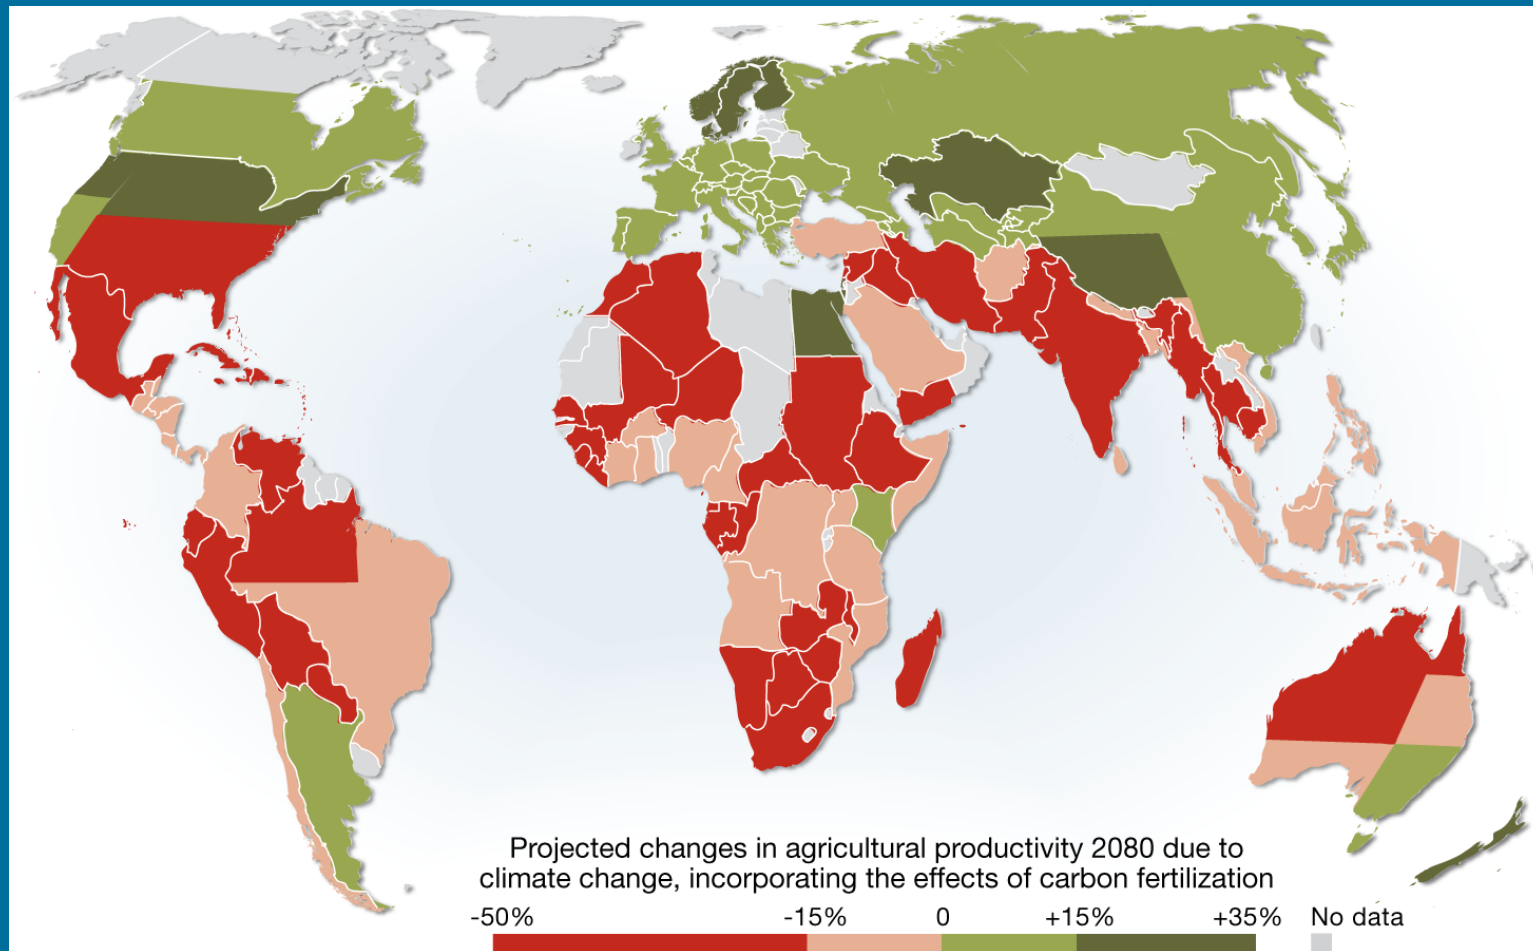 Projected changes in agricultural productivity 2080 due to
climate change, incorporating the effects of carbon fertilization
-50% -15% 0 +15% +35% No data